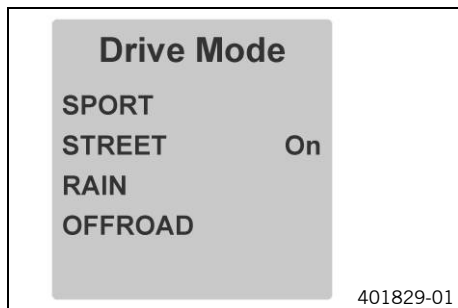 Drive Mode
SPORT
STREET On
RAIN
OFFROAD
401829-01